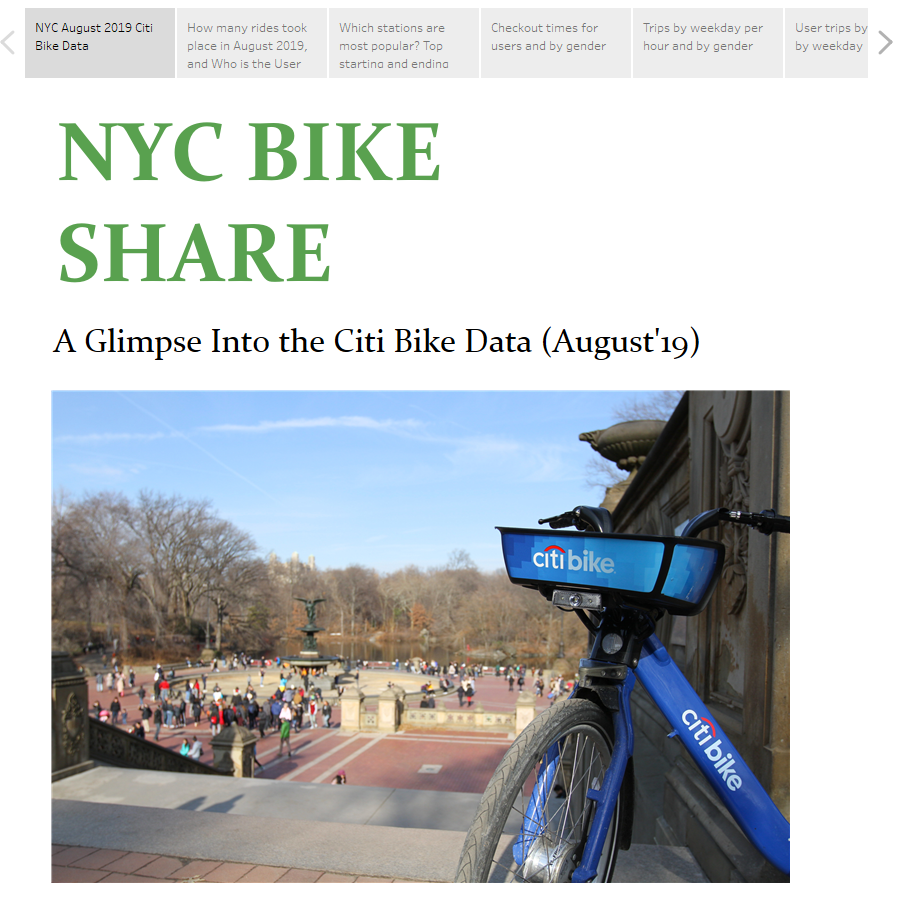 NYC August 2019 Citi
Bike Data
How many rides took
place in August 2019,
and Who is the User
Which stations are
most popular? Top
starting and ending
Checkout times for
users and by gender
Trips by weekday per
hour and by gender
User trips by
by weekday
NYC BIKE
SHARE
A Glimpse Into the Citi Bike Data (August'19)
citi bike
citi bike